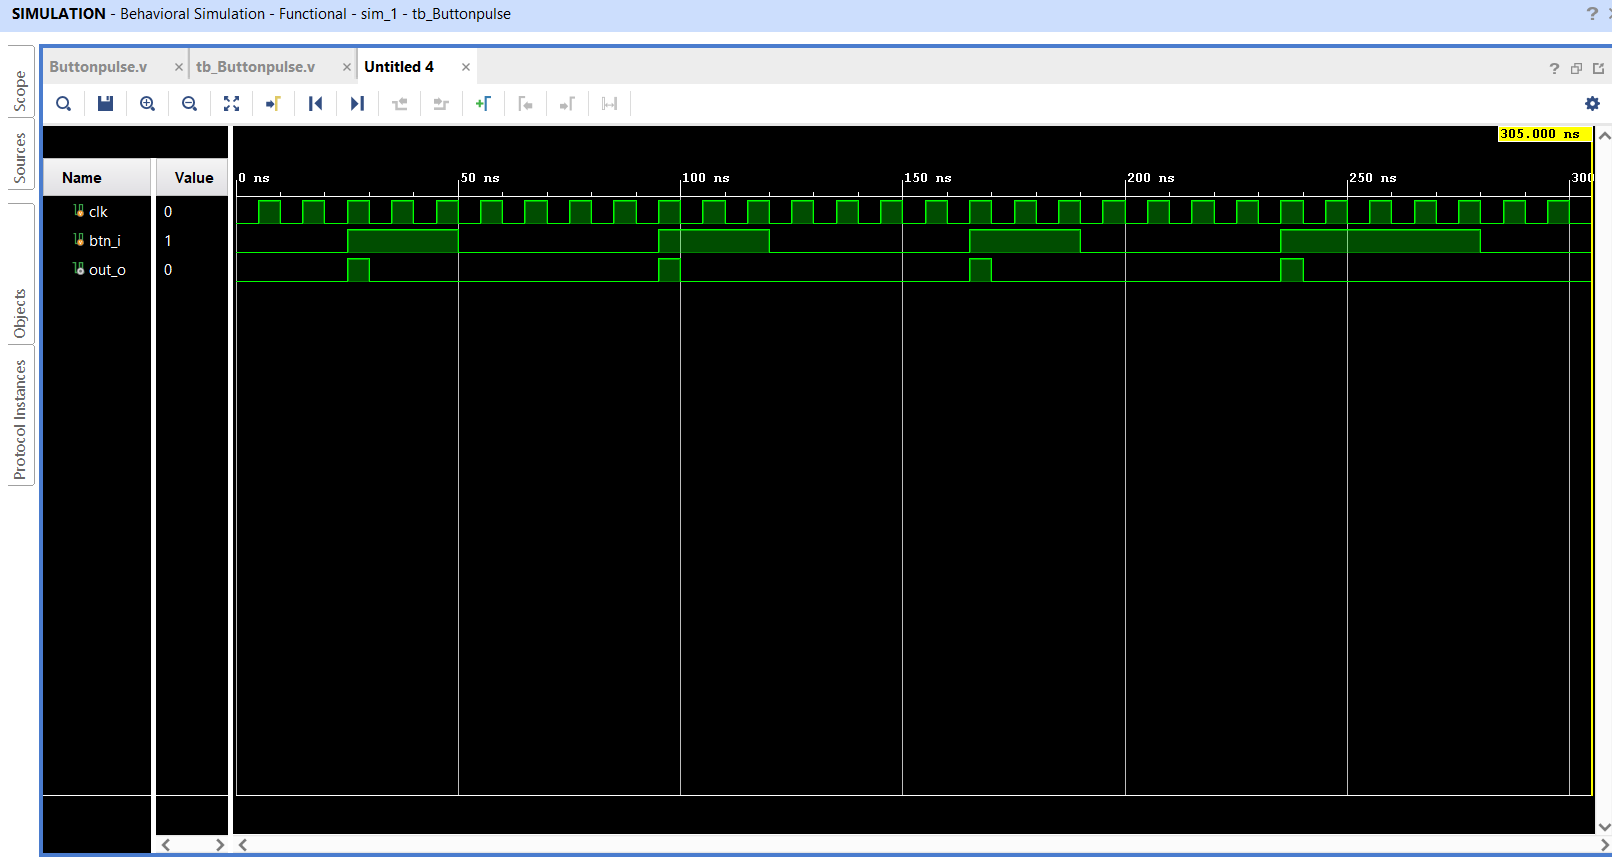 SIMULATION - Behavioral Simulation - Functional - sim_1 - tb_Buttonpulse
Scope
Sources
Objects
Protocol Instances
Buttonpulse.v
tb_Buttonpulse.v
Untitled 4
305.000 ns
Name Value
0 ns 50 ns 100 ns 150 ns 200 ns 250 ns 300
clk 0
btn_i 1
out_o 0